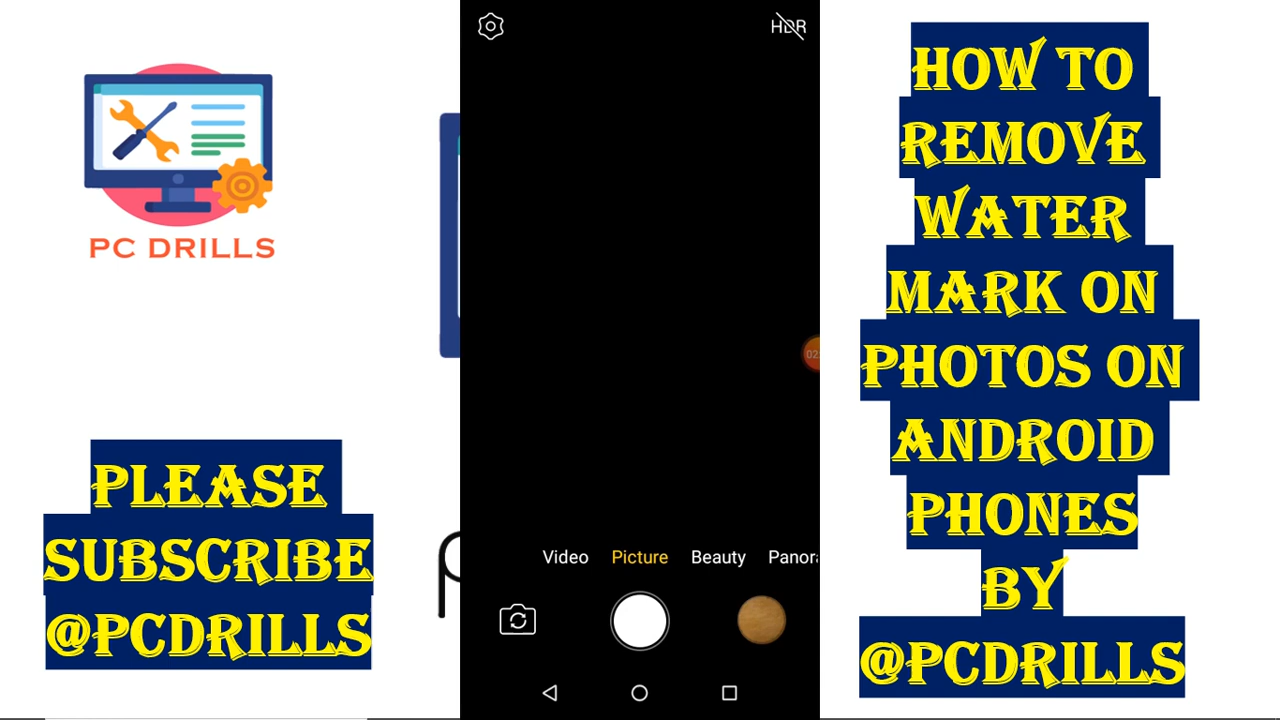 PC DRILLS
PLEASE
SUBSCRIBE
@PCDRILLS
HDR
Video Picture Beauty Panora
HOW TO
REMOVE
WATER
MARK ON
PHOTOS ON
ANDROID
PHONES
BY
@PCDRILLS